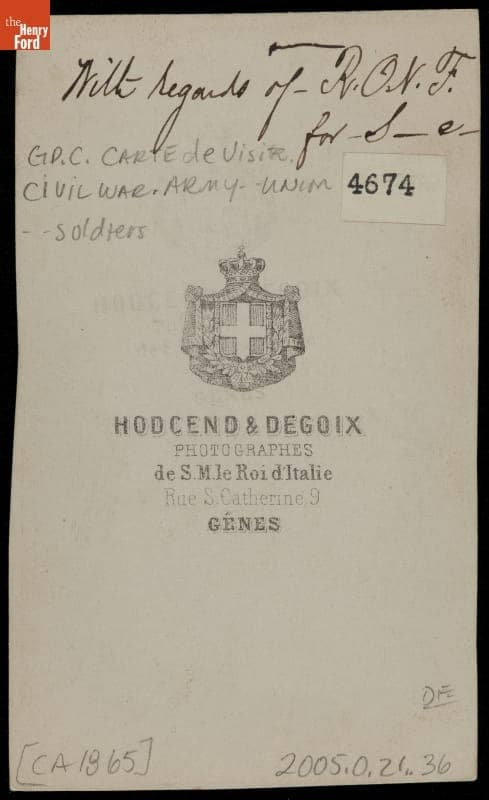 the
Henry
Ford
With regards of R.O.N.F.
for S—e—
GP.C. CARTE de Visite.
CIVIL WAR. ARMY- UNION
4674
- - soldiers
HODCEND & DEGOIX
PHOTOGRAPHES
de S.M. le Roi d'Italie
Rue S. Catherine, 9
GÊNES
DE
[CA 1865]
2005.0.21.36